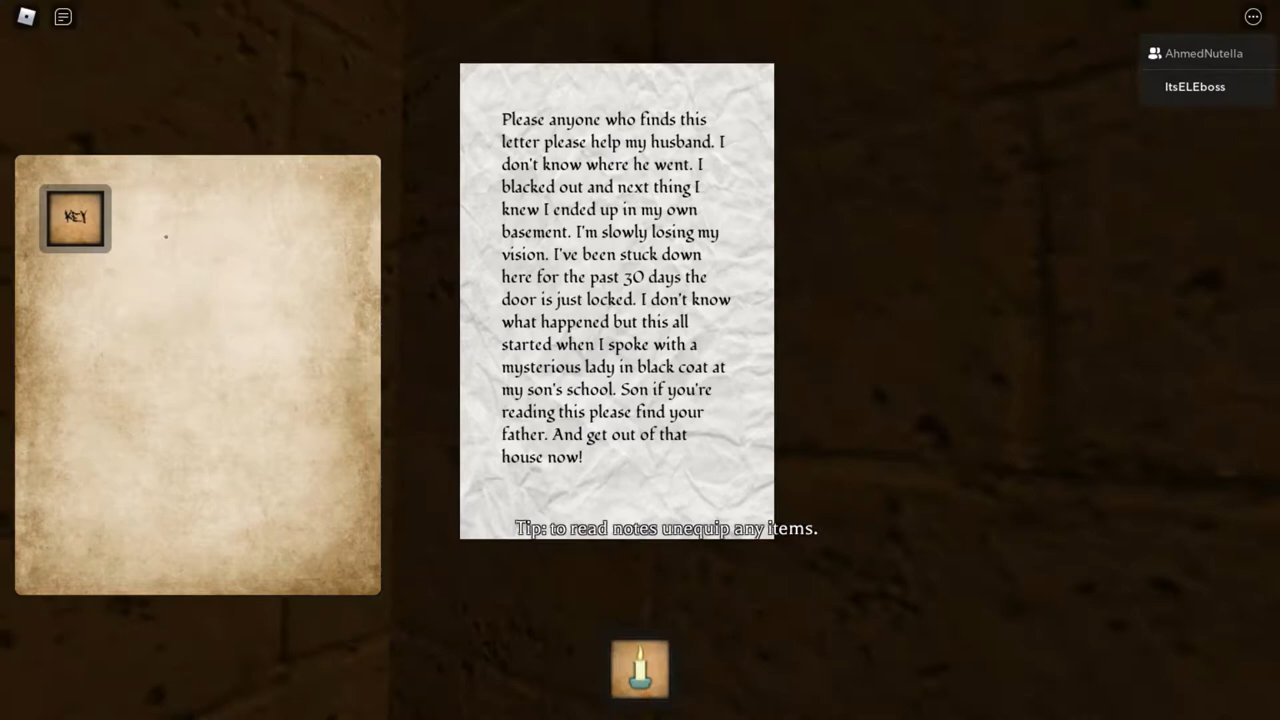 AhmedNutella
ItsELEboss
KEY
Please anyone who finds this
letter please help my husband. I
don't know where he went. I
blacked out and next thing I
knew I ended up in my own
basement. I'm slowly losing my
vision. I've been stuck down
here for the past 30 days the
door is just locked. I don't know
what happened but this all
started when I spoke with a
mysterious lady in black coat at
my son's school. Son if you're
reading this please find your
father. And get out of that
house now!
Tip: to read notes unequip any items.